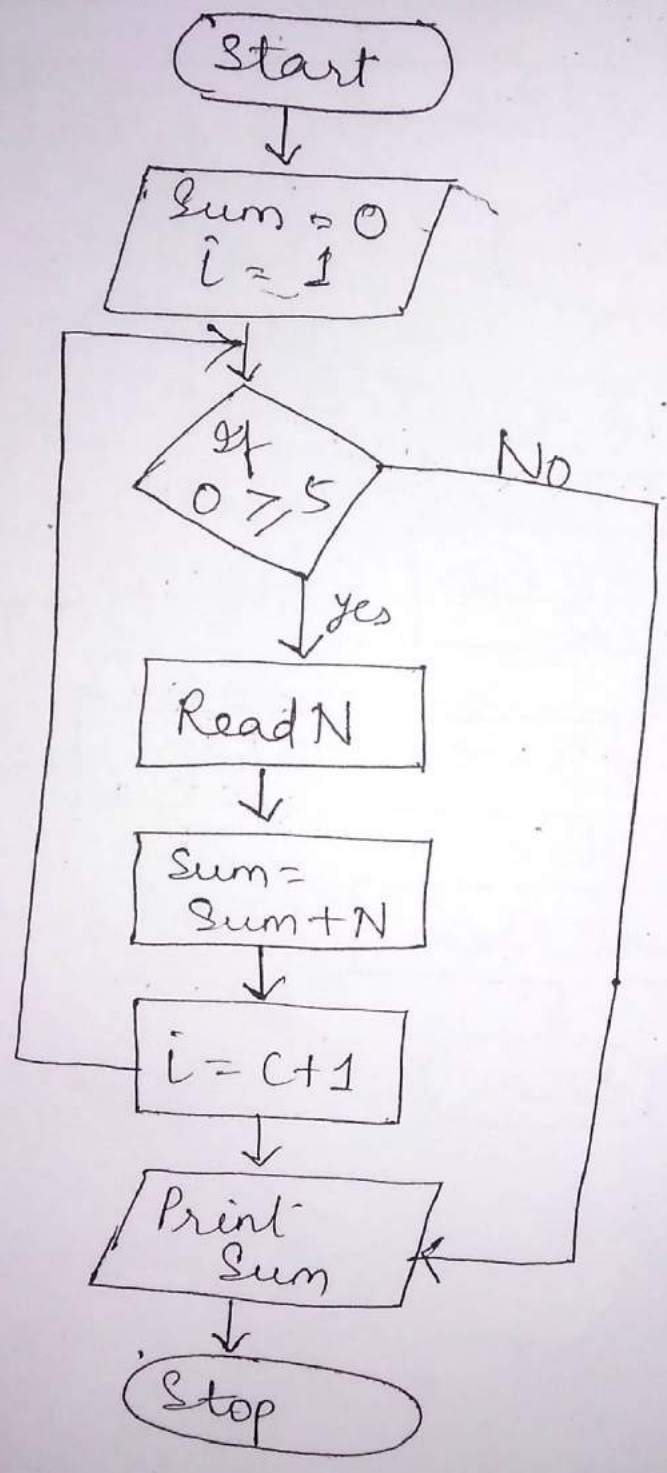 Start
Sum = 0
i = 1
If
0 ≥ 5
No
yes
Read N
Sum =
Sum + N
i = C+1
Print
Sum
Stop